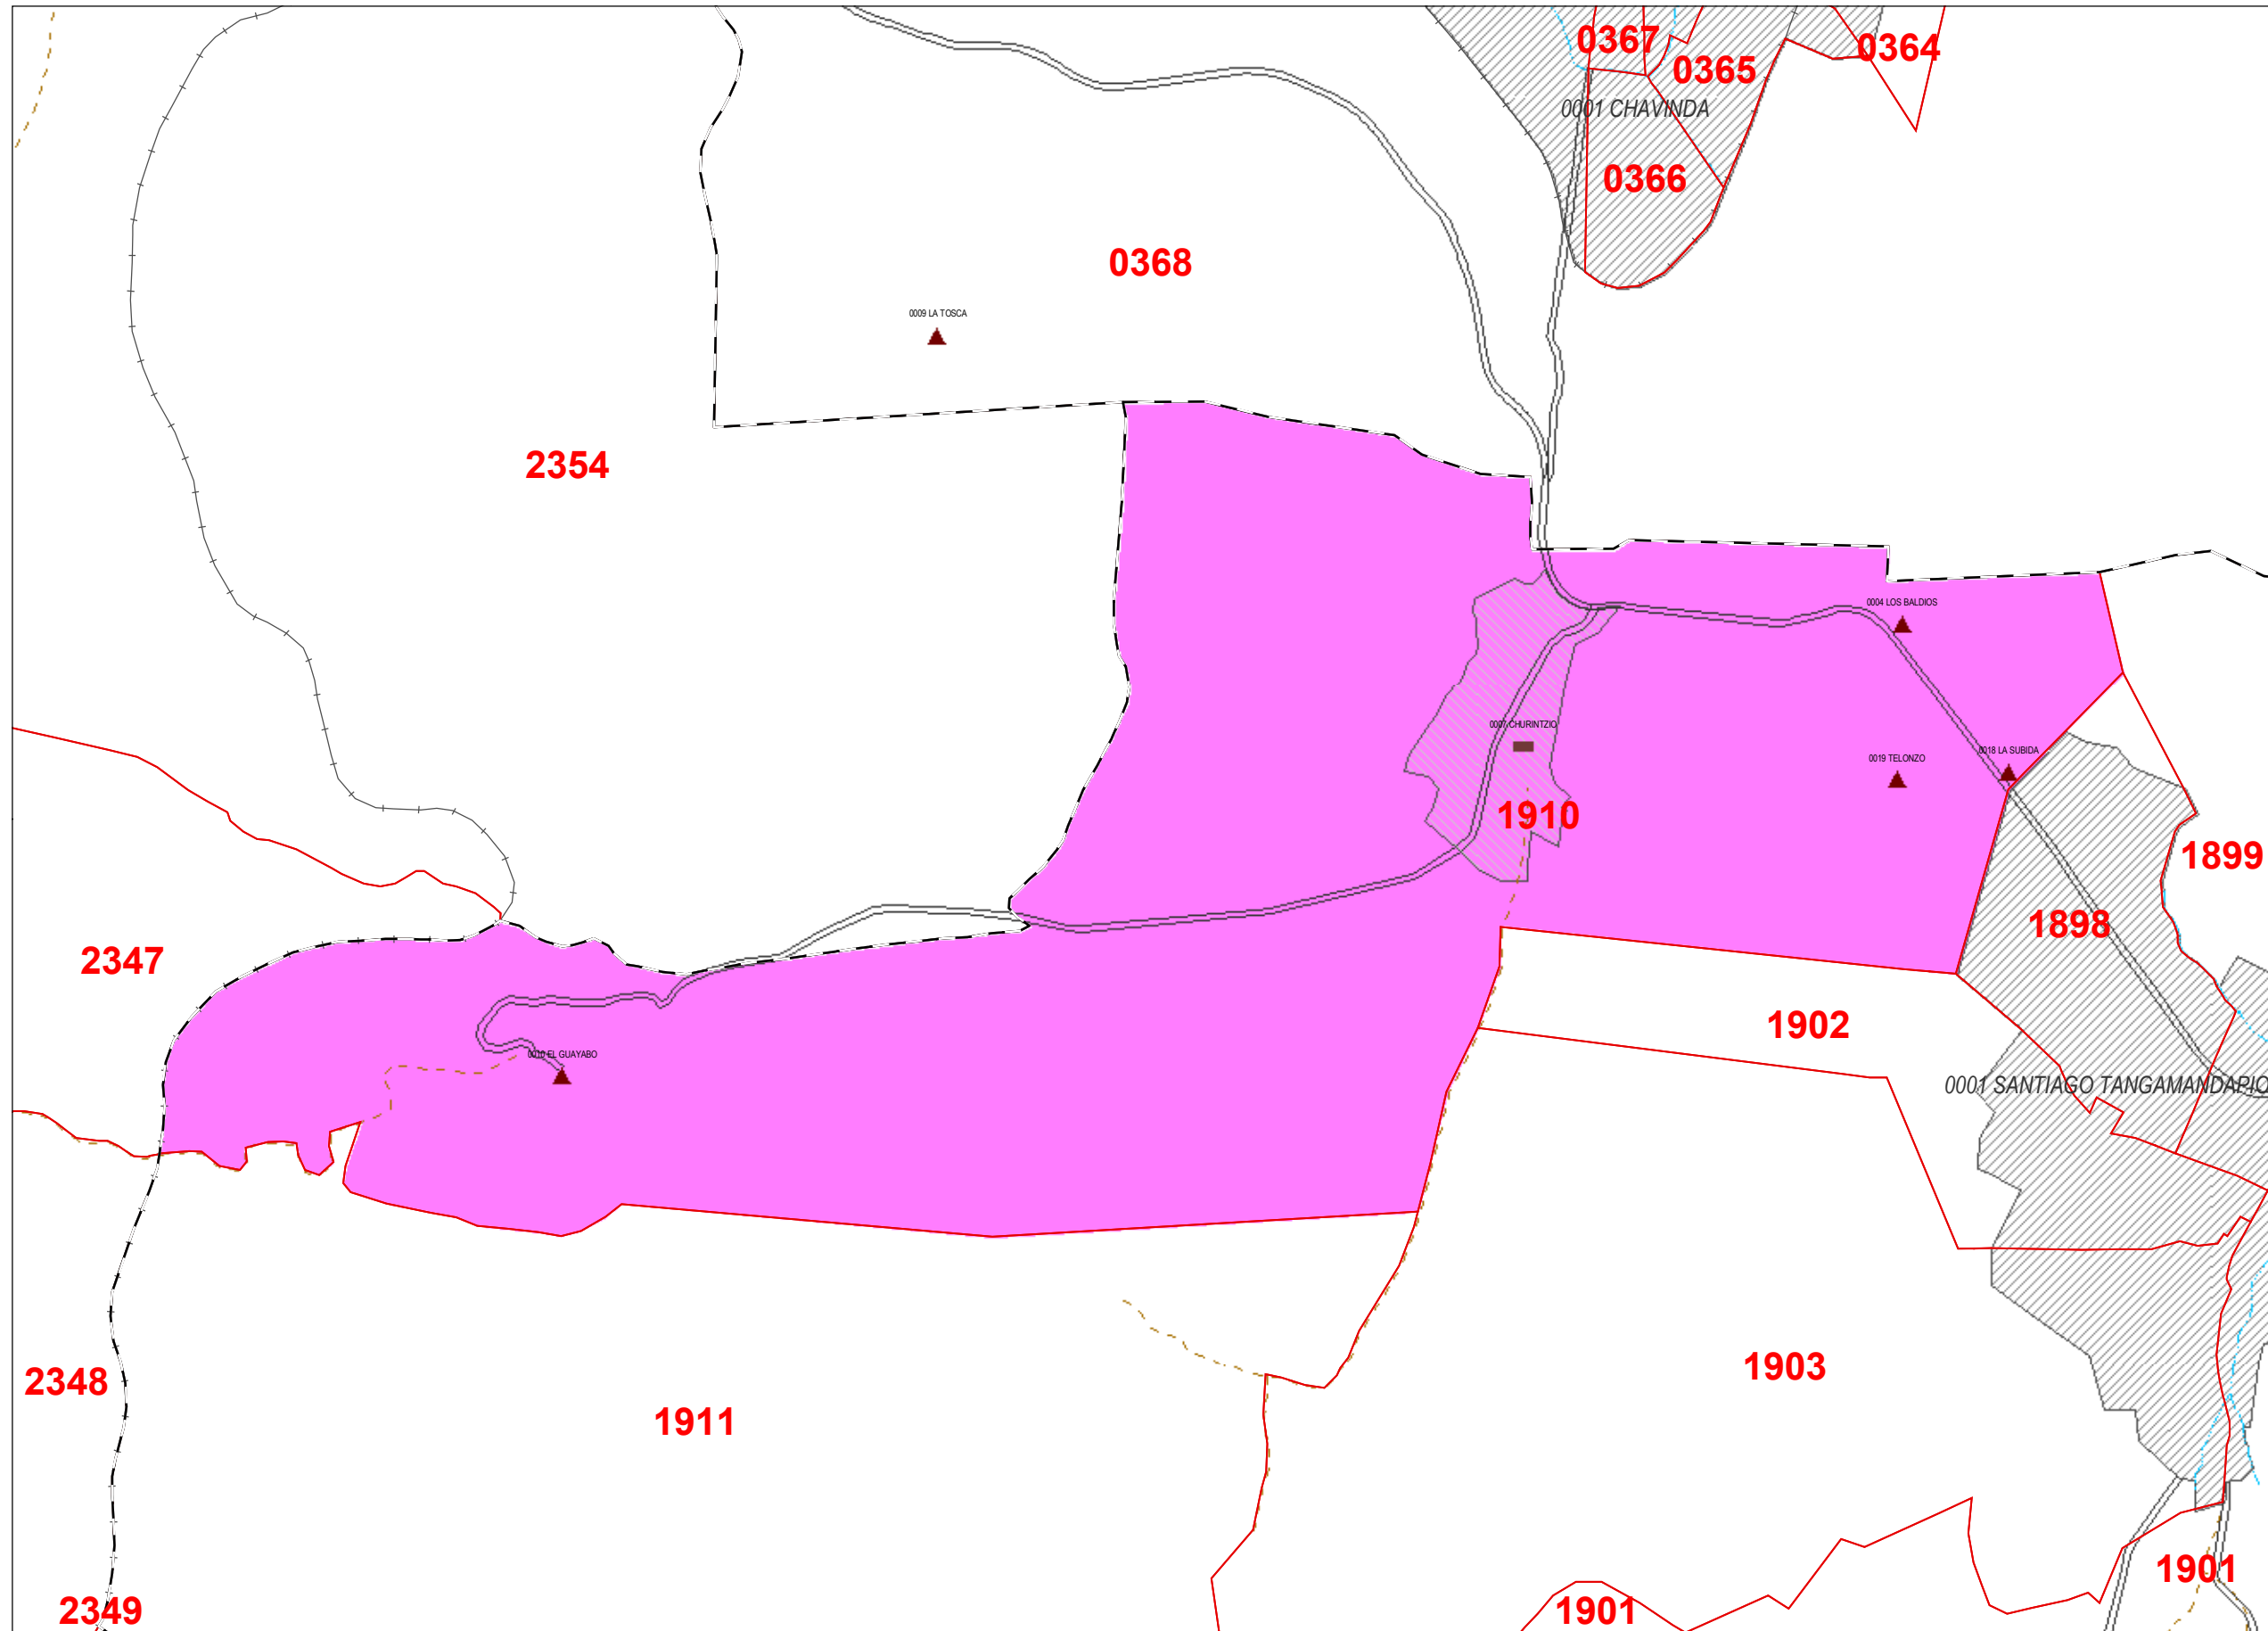 0367
0364
0365
0001 CHAVINDA
0366
0368
0009 LA TOSCA
2354
0004 LOS BALDIOS
0007 CHURINTZIO
0018 LA SUBIDA
0019 TELONZO
1910
1899
1898
2347
1902
0010 EL GUAYABO
0001 SANTIAGO TANGAMANDAPIO
1903
2348
1911
1901
2349
1901